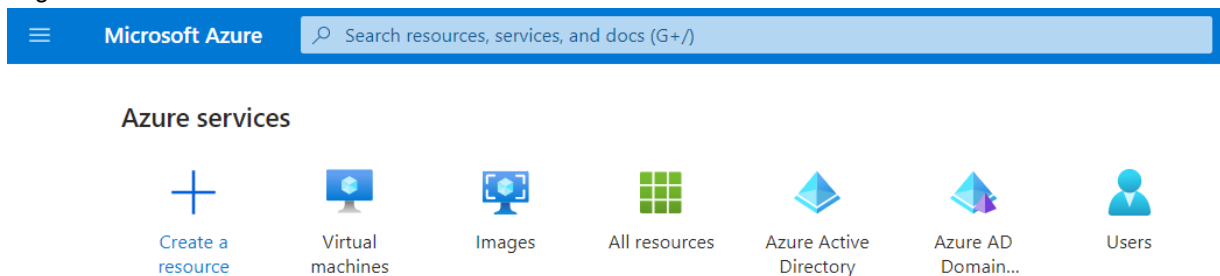 Microsoft Azure
Search resources, services, and docs (G+/)
Azure services
Create a resource
Virtual machines
Images
All resources
Azure Active Directory
Azure AD Domain...
Users